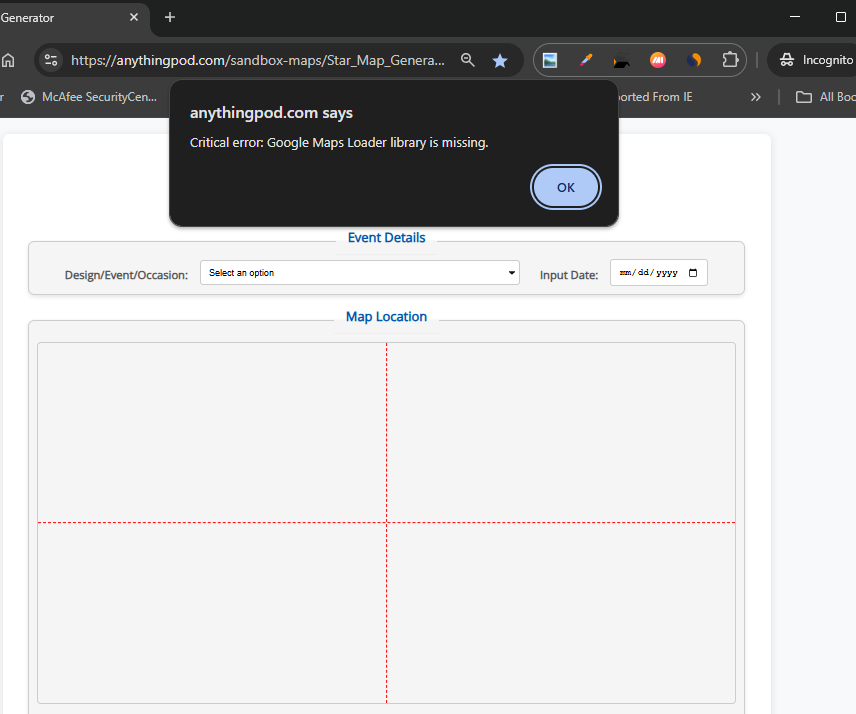 Generator
https://anythingpod.com/sandbox-maps/Star_Map_Genera...
Incognito
McAfee SecurityCen...
From IE
All
anythingpod.com says
Critical error: Google Maps Loader library is missing.
OK
Event Details
Design/Event/Occasion:
Select an option
Input Date:
mm/dd/yyyy
Map Location